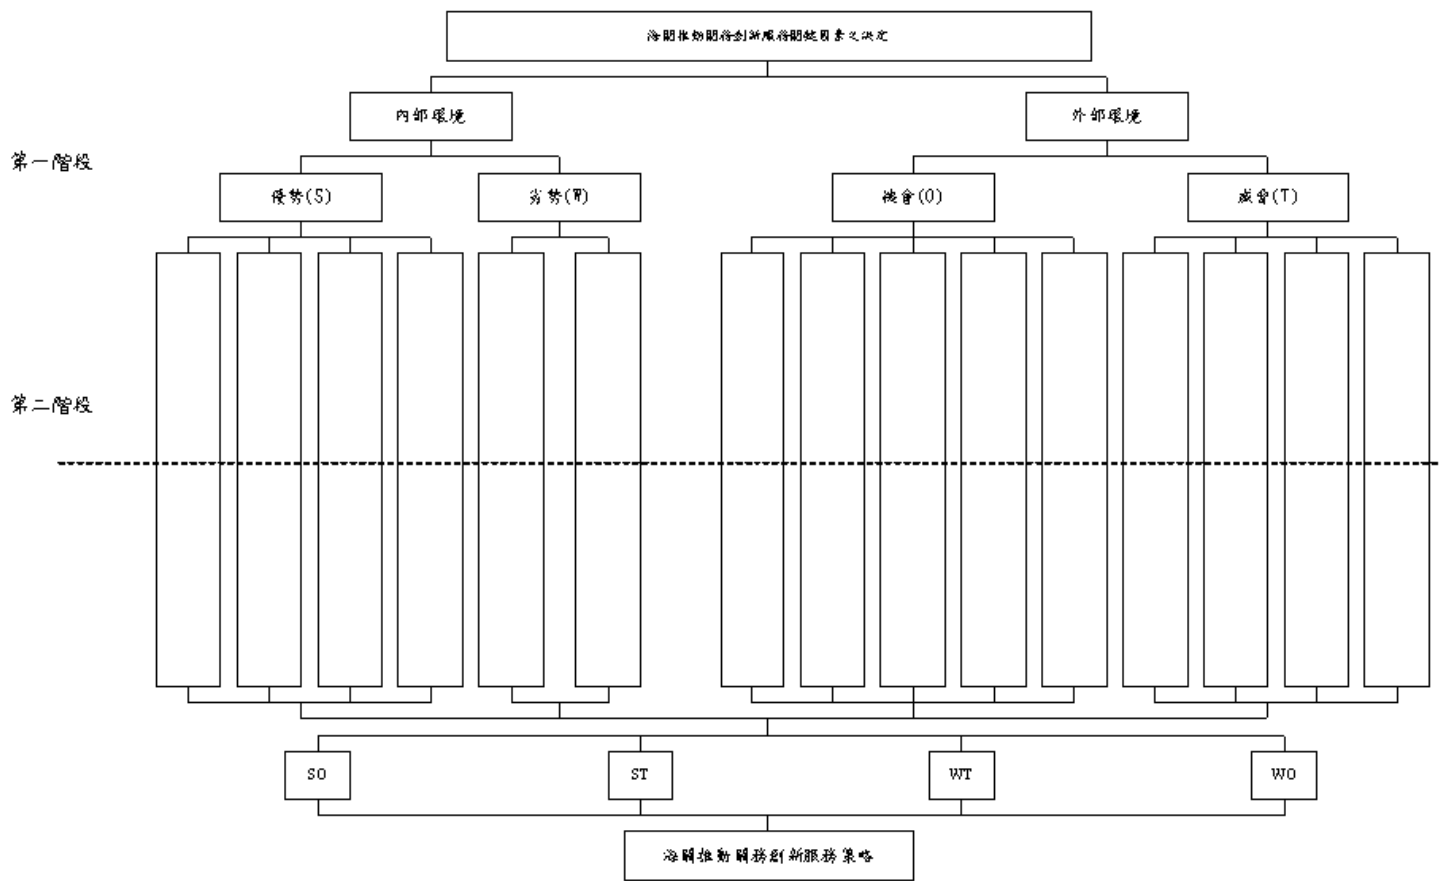 海關推動關務創新服務關鍵因素之決定
內部環境
外部環境
第一階段
優勢(S)
劣勢(W)
機會(O)
威脅(T)
第二階段
SO
ST
WT
WO
海關推動關務創新服務策略